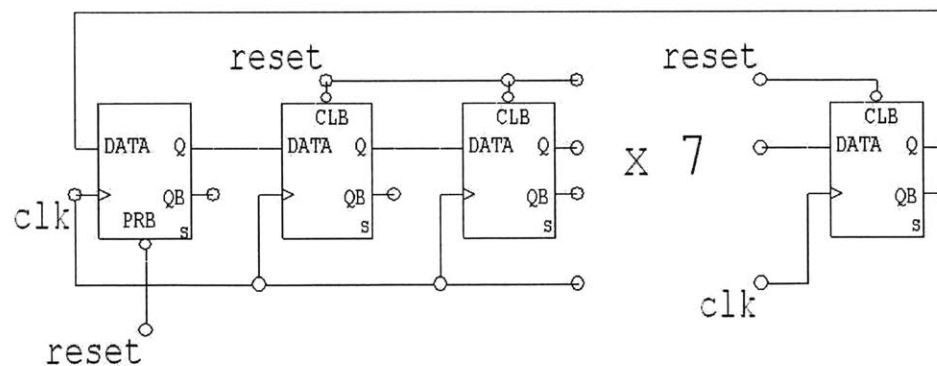 reset
reset
CLB
CLB
CLB
DATA Q
DATA Q
DATA Q
x 7
DATA Q
clk
QB
QB
QB
QB
PRB
s
s
s
s
clk
reset